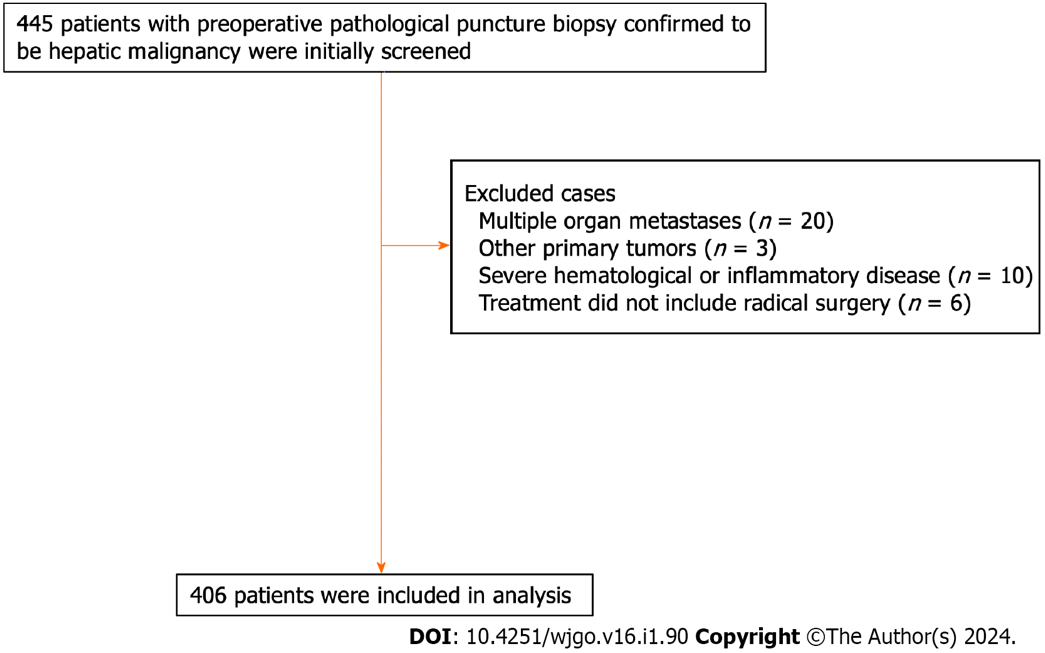 445 patients with preoperative pathological puncture biopsy confirmed to
be hepatic malignancy were initially screened
Excluded cases
Multiple organ metastases (n = 20)
Other primary tumors (n = 3)
Severe hematological or inflammatory disease (n = 10)
Treatment did not include radical surgery (n = 6)
406 patients were included in analysis
DOI: 10.4251/wjgo.v16.i1.90 Copyright ©The Author(s) 2024.